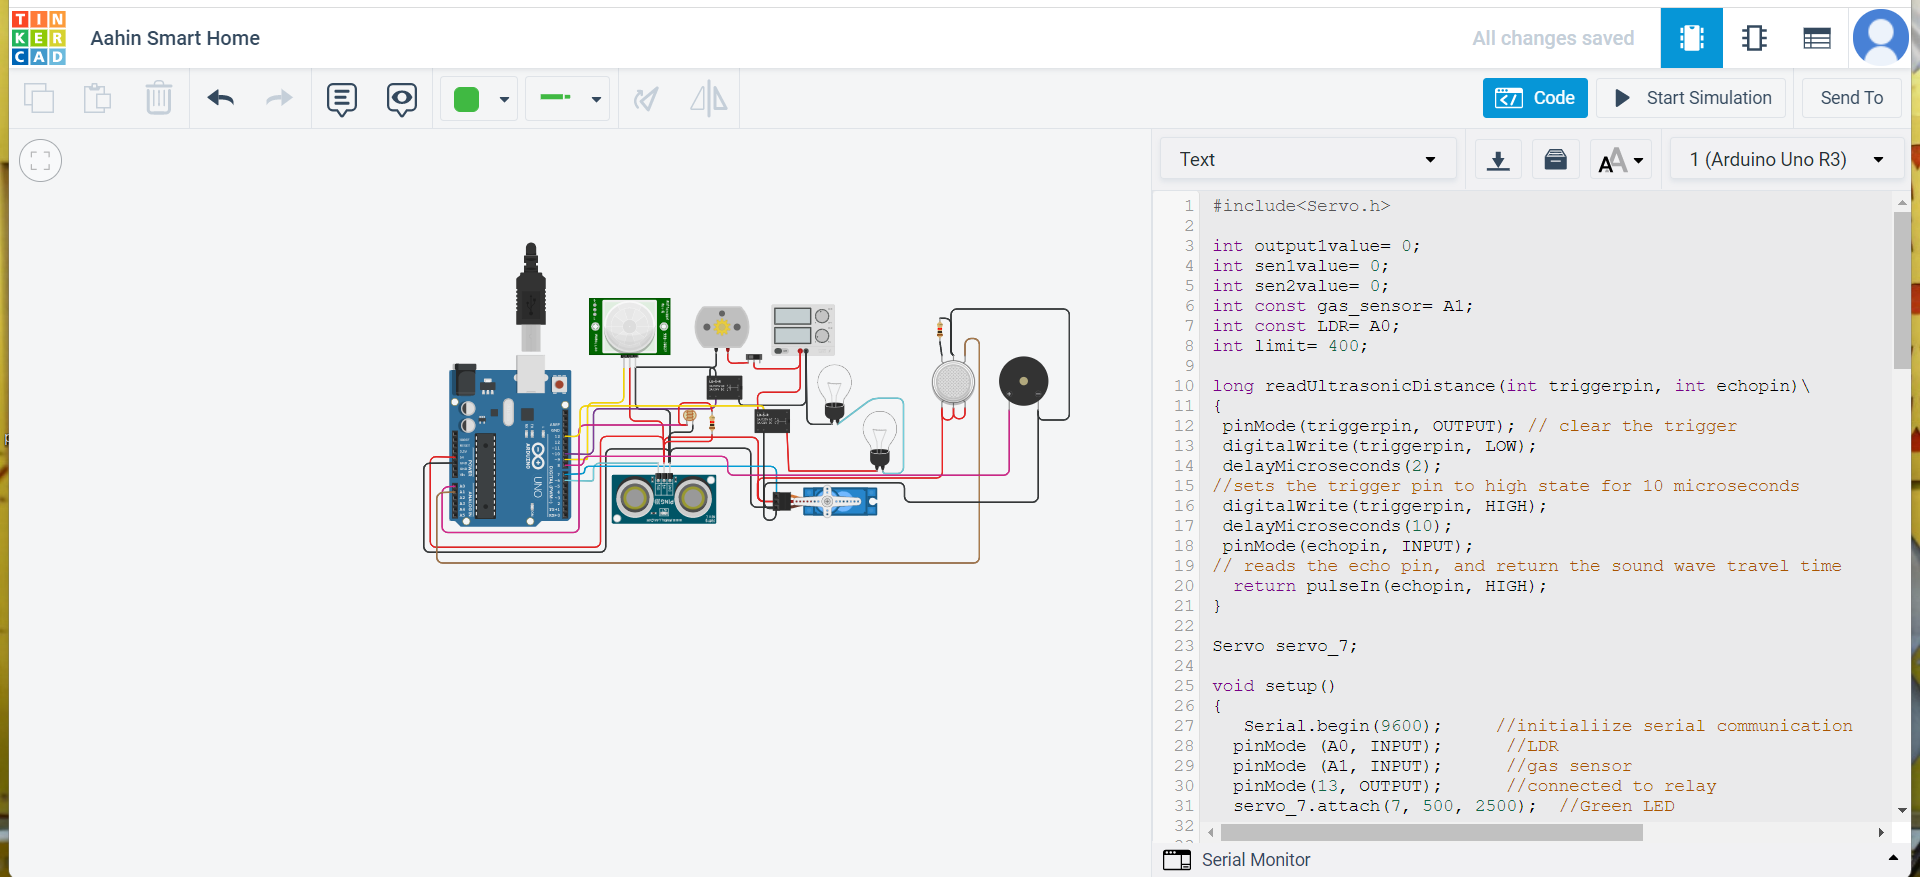 TIN
KER
CAD
Aahin Smart Home
All changes saved
Code
Start Simulation
Send To
Text
1 (Arduino Uno R3)
1 #include<Servo.h>
2
3 int output1value= 0;
4 int sen1value= 0;
5 int sen2value= 0;
6 int const gas_sensor= A1;
7 int const LDR= A0;
8 int limit= 400;
9
10 long readUltrasonicDistance(int triggerpin, int echopin)\
11 {
12 pinMode(triggerpin, OUTPUT); // clear the trigger
13 digitalWrite(triggerpin, LOW);
14 delayMicroseconds(2);
15 //sets the trigger pin to high state for 10 microseconds
16 digitalWrite(triggerpin, HIGH);
17 delayMicroseconds(10);
18 pinMode(echopin, INPUT);
19 // reads the echo pin, and return the sound wave travel time
20 return pulseIn(echopin, HIGH);
21 }
22
23 Servo servo_7;
24
25 void setup()
26 {
27 Serial.begin(9600); //initialiize serial communication
28 pinMode (A0, INPUT); //LDR
29 pinMode (A1, INPUT); //gas sensor
30 pinMode(13, OUTPUT); //connected to relay
31 servo_7.attach(7, 500, 2500); //Green LED
32
Serial Monitor
ARDUINO
UNO